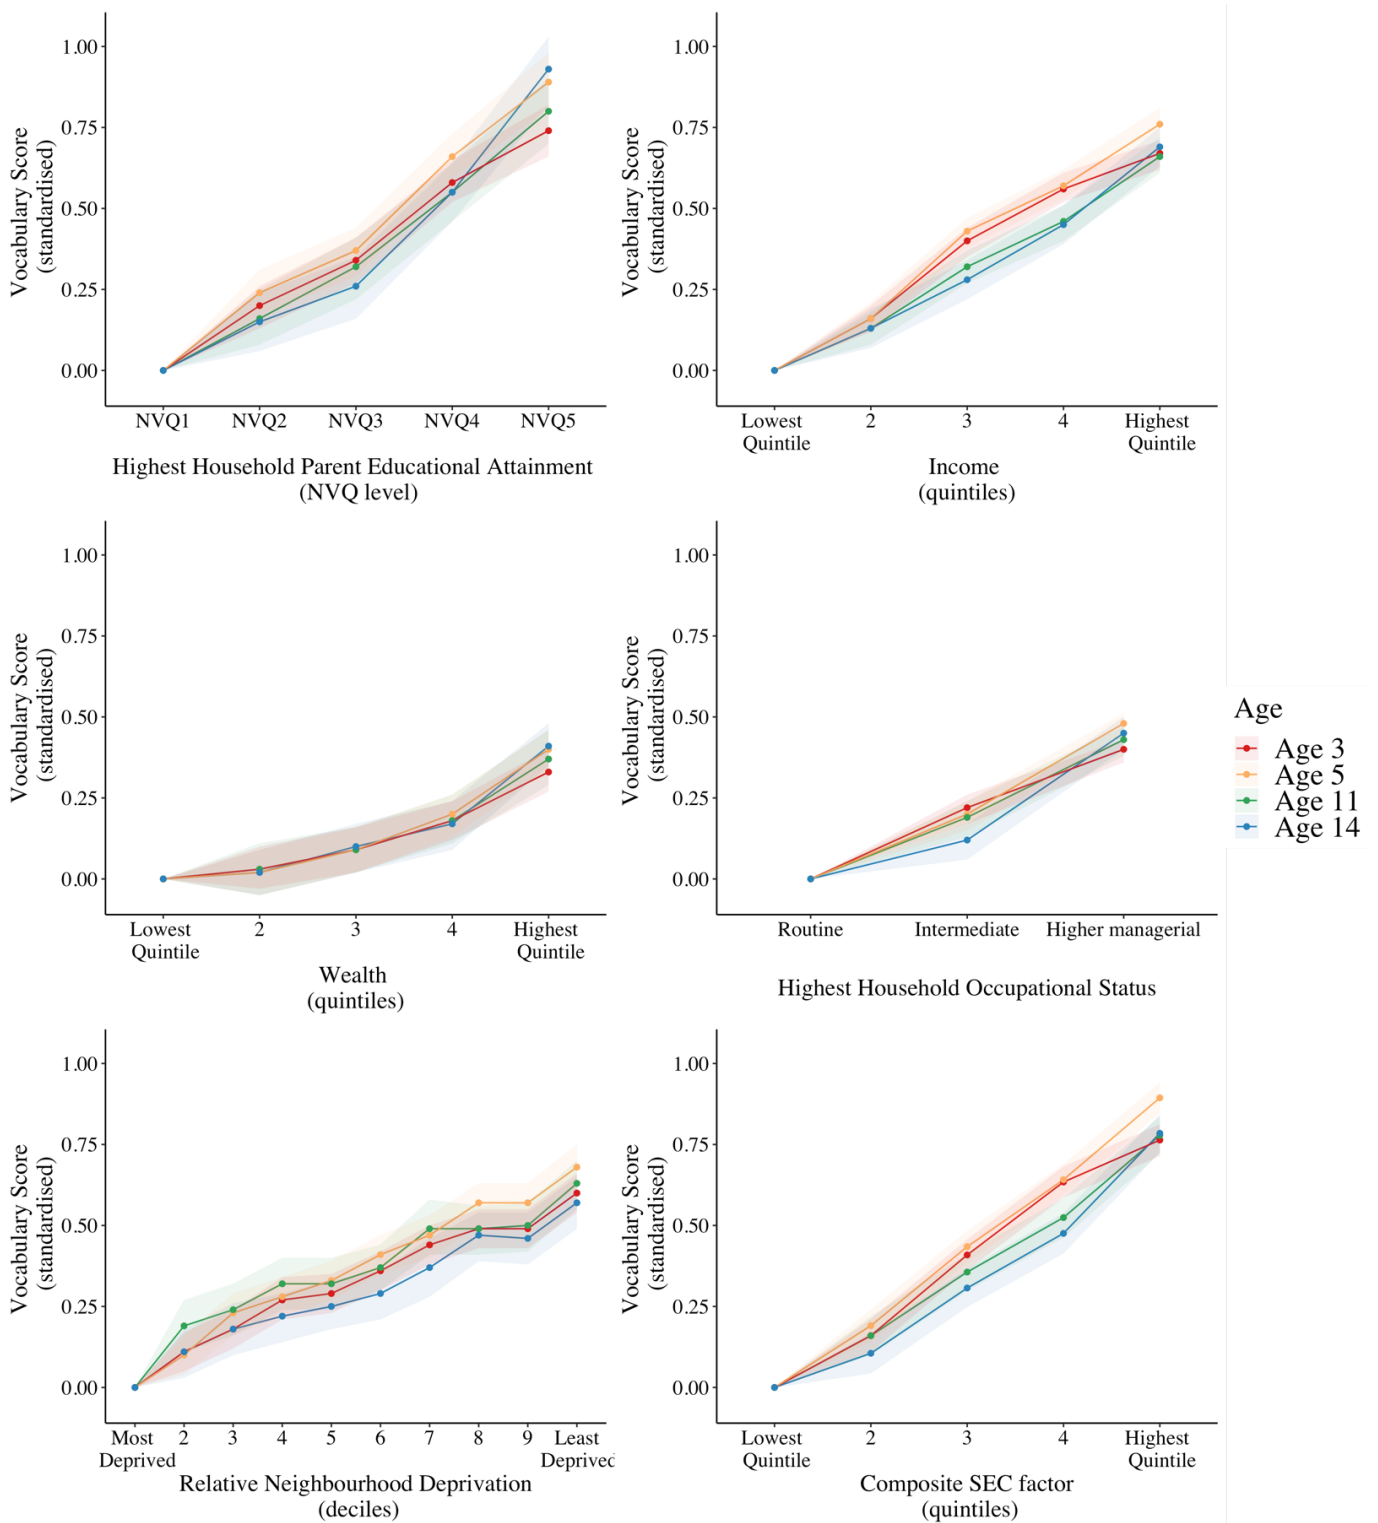 1.00
0.75
0.50
0.25
0.00
Vocabulary Score
(standardised)
NVQ1 NVQ2 NVQ3 NVQ4 NVQ5
Highest Household Parent Educational Attainment
(NVQ level)
1.00
0.75
0.50
0.25
0.00
Vocabulary Score
(standardised)
Lowest 2 3 4 Highest
Quintile Quintile
Income
(quintiles)
1.00
0.75
0.50
0.25
0.00
Vocabulary Score
(standardised)
Lowest 2 3 4 Highest
Quintile Quintile
Wealth
(quintiles)
1.00
0.75
0.50
0.25
0.00
Vocabulary Score
(standardised)
Routine Intermediate Higher managerial
Highest Household Occupational Status
Age
Age 3
Age 5
Age 11
Age 14
1.00
0.75
0.50
0.25
0.00
Vocabulary Score
(standardised)
Most 2 3 4 5 6 7 8 9 Least
Deprived Deprived
Relative Neighbourhood Deprivation
(deciles)
1.00
0.75
0.50
0.25
0.00
Vocabulary Score
(standardised)
Lowest 2 3 4 Highest
Quintile Quintile
Composite SEC factor
(quintiles)